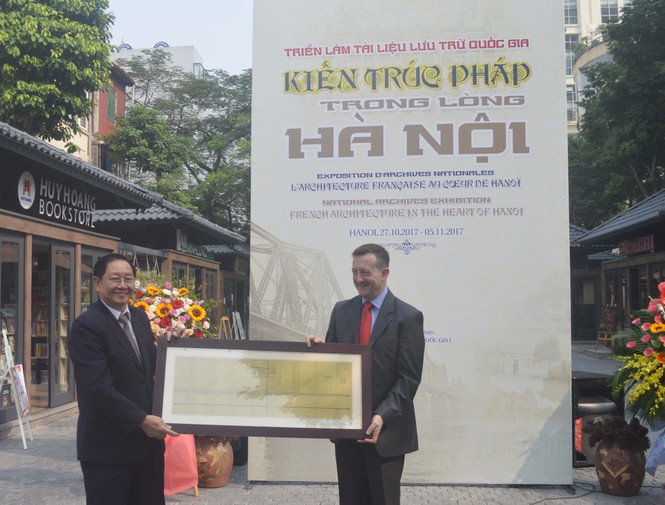 TRIỂN LÃM TÀI LIỆU LƯU TRỮ QUỐC GIA
KIẾN TRÚC PHÁP
TRONG LÒNG
HÀ NỘI
EXPOSITION D'ARCHIVES NATIONALES
L'ARCHITECTURE FRANÇAISE AU CŒUR DE HANOÏ
NATIONAL ARCHIVES EXHIBITION
FRENCH ARCHITECTURE IN THE HEART OF HANOI
HANOI, 27.10.2017 - 05.11.2017
HUY HOANG
BOOKSTORE